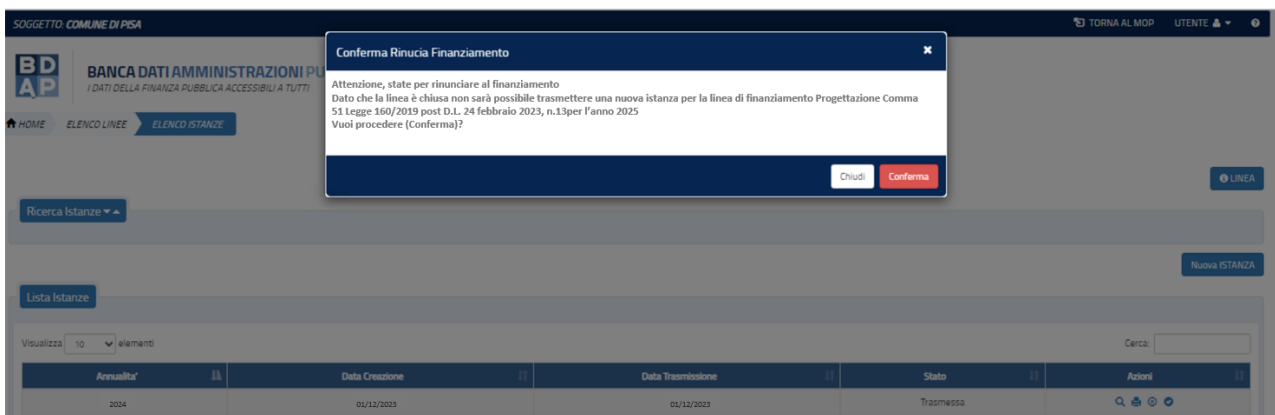 SOGGETTO: COMUNE DI PISA
TORNA AL MOP
UTENTE
BD
AP
BANCA DATI AMMINISTRAZIONI PU
I DATI DELLA FINANZA PUBBLICA ACCESSIBILI A TUTTI
HOME
ELENCO LINEE
ELENCO ISTANZE
Conferma Rinucia Finanziamento
Attenzione, state per rinunciare al finanziamento
Dato che la linea è chiusa non sarà possibile trasmettere una nuova istanza per la linea di finanziamento Progettazione Comma
51 Legge 160/2019 post D.L. 24 febbraio 2023, n.13per l'anno 2025
Vuoi procedere (Conferma)?
Chiudi
Conferma
LINEA
Ricerca Istanze
Nuova ISTANZA
Lista Istanze
Visualizza 10 elementi
Cerca:
Annualita' Data Creazione Data Trasmissione Stato Azioni
2024 01/12/2023 01/12/2023 Trasmessa